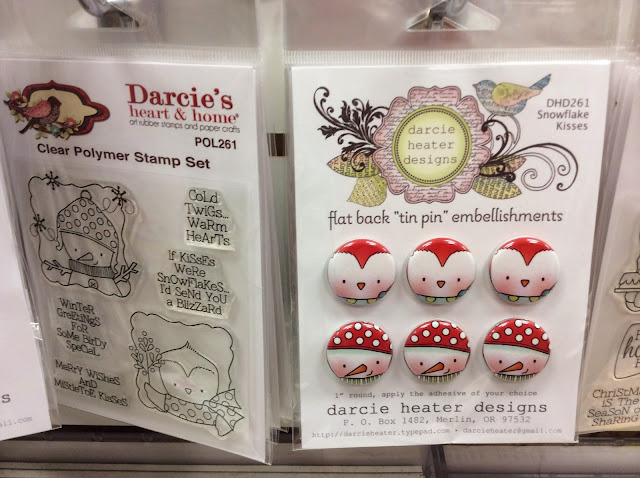 Darcie's
heart & home
art rubber stamps and paper crafts
POL261
Clear Polymer Stamp Set
Cold
Twigs...
Warm
Hearts
If Kisses
Were
Snowflakes...
I'd Send You
a Blizzard
Winter
Greetings
For
Some Birdy
Special
Merry Wishes
And
Mistletoe Kisses
DHD261
Snowflake
Kisses
darcie
heater
designs
flat back "tin pin" embellishments
1" round, apply the adhesive of your choice
darcie heater designs
P. O. Box 1482, Merlin, OR 97532
http://darcieheater.typepad.com • darcieheater@gmail.com
Christm
is the
Season
Sharing
s
com